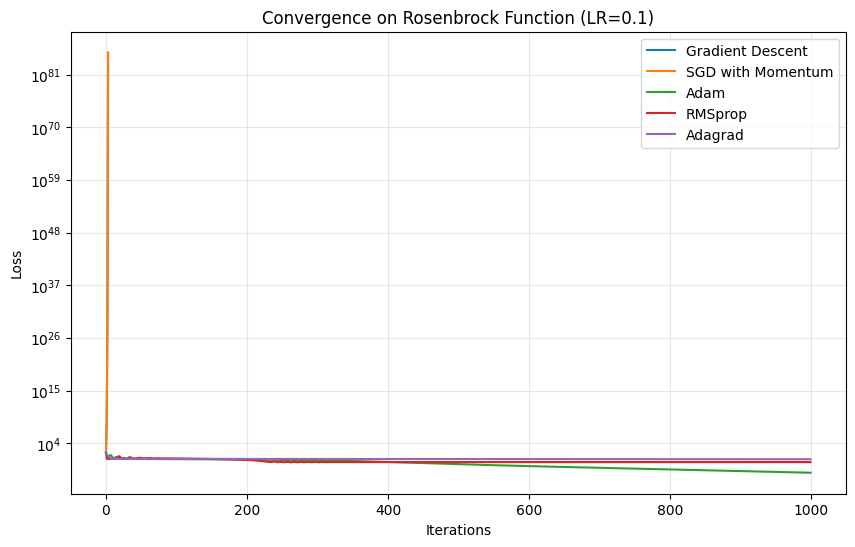 Convergence on Rosenbrock Function (LR=0.1)
Gradient Descent
SGD with Momentum
Adam
RMSprop
Adagrad
10^81
10^70
10^59
10^48
10^37
10^26
10^15
10^4
Loss
0 200 400 600 800 1000
Iterations